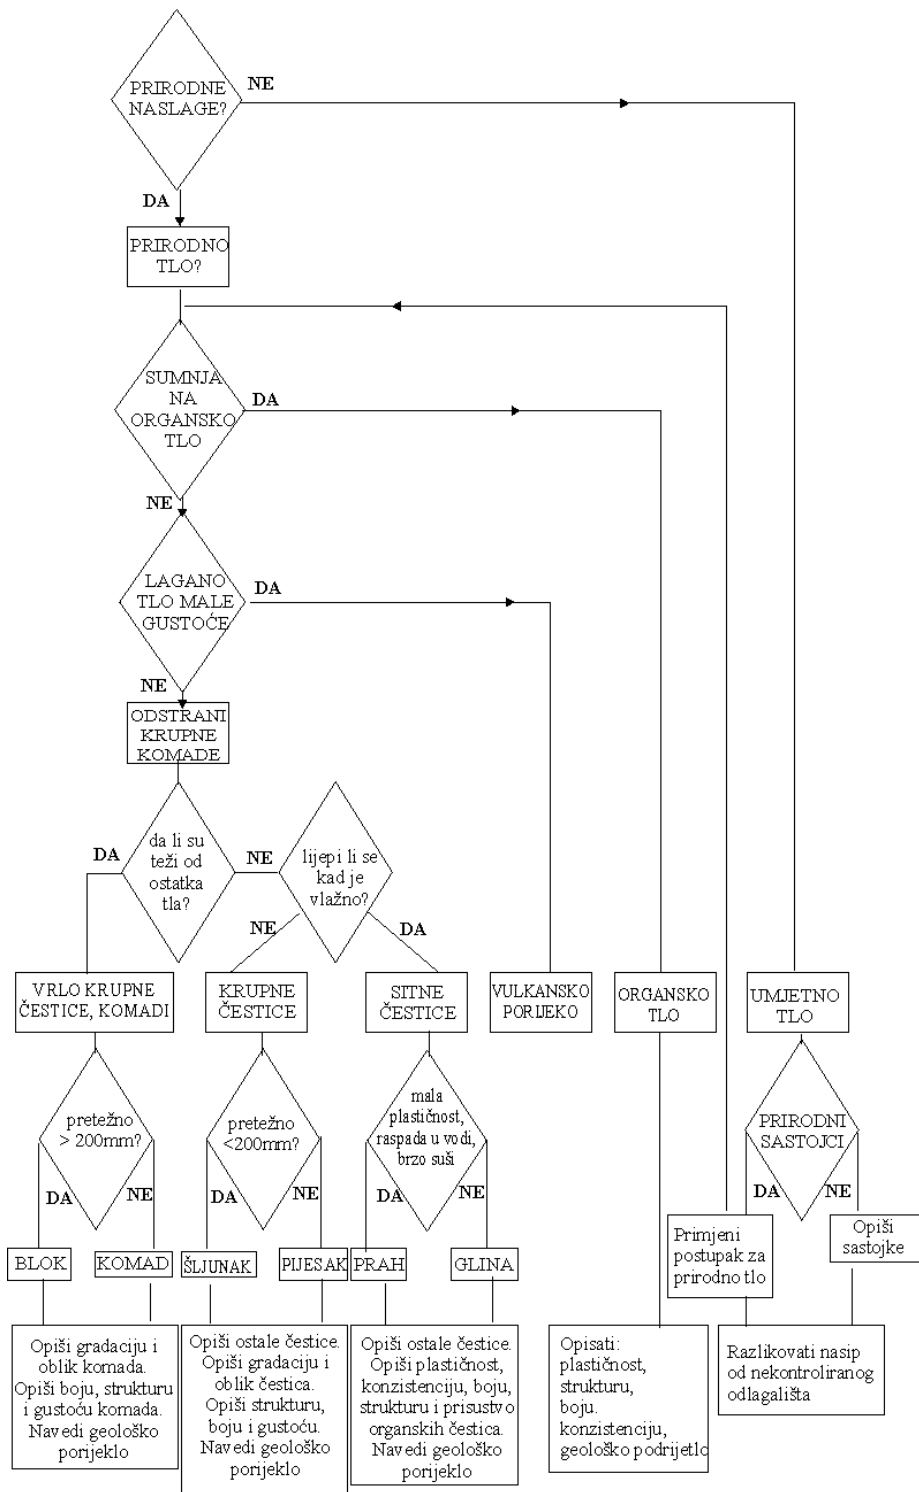 PRIRODNE
NASLAGE?
NE
DA
PRIRODNO
TLO?
SUMNJA
NA
ORGANSKO
TLO
DA
NE
LAGANO
TLO MALE
GUSTOĆE
DA
NE
ODSTRANI
KRUPNE
KOMADE
da li su
teži od
ostatka
tla?
DA
NE
lijepi li se
kad je
vlažno?
NE
DA
VRLO KRUPNE
ČESTICE, KOMADI
KRUPNE
ČESTICE
SITNE
ČESTICE
VULKANSKO
PORIJEKO
ORGANSKO
TLO
UMJETNO
TLO
pretežno
> 200mm?
DA
NE
pretežno
<200mm?
DA
NE
mala
plastičnost,
raspada u vodi,
brzo suši
DA
NE
PRIRODNI
SASTOJCI
DA
NE
BLOK
KOMAD
ŠLJUNAK
PIJESAK
PRAH
GLINA
Primjeni
postupak za
prirodno tlo
Opiši
sastojke
Opiši gradaciju i
oblik komada.
Opiši boju, strukturu
i gustoću komada.
Navedi geološko
porijeklo
Opiši ostale čestice.
Opiši gradaciju i
oblik čestica.
Opiši strukturu,
boju i gustoću.
Navedi geološko
porijeklo
Opiši ostale čestice.
Opiši plastičnost,
konzistenciju, boju,
strukturu i prisustvo
organskih čestica.
Navedi geološko
porijeklo
Opisati:
plastičnost,
strukturu,
boju.
konzistenciju,
geološko podrijetlo
Razlikovati nasip
od nekontroliranog
odlagališta